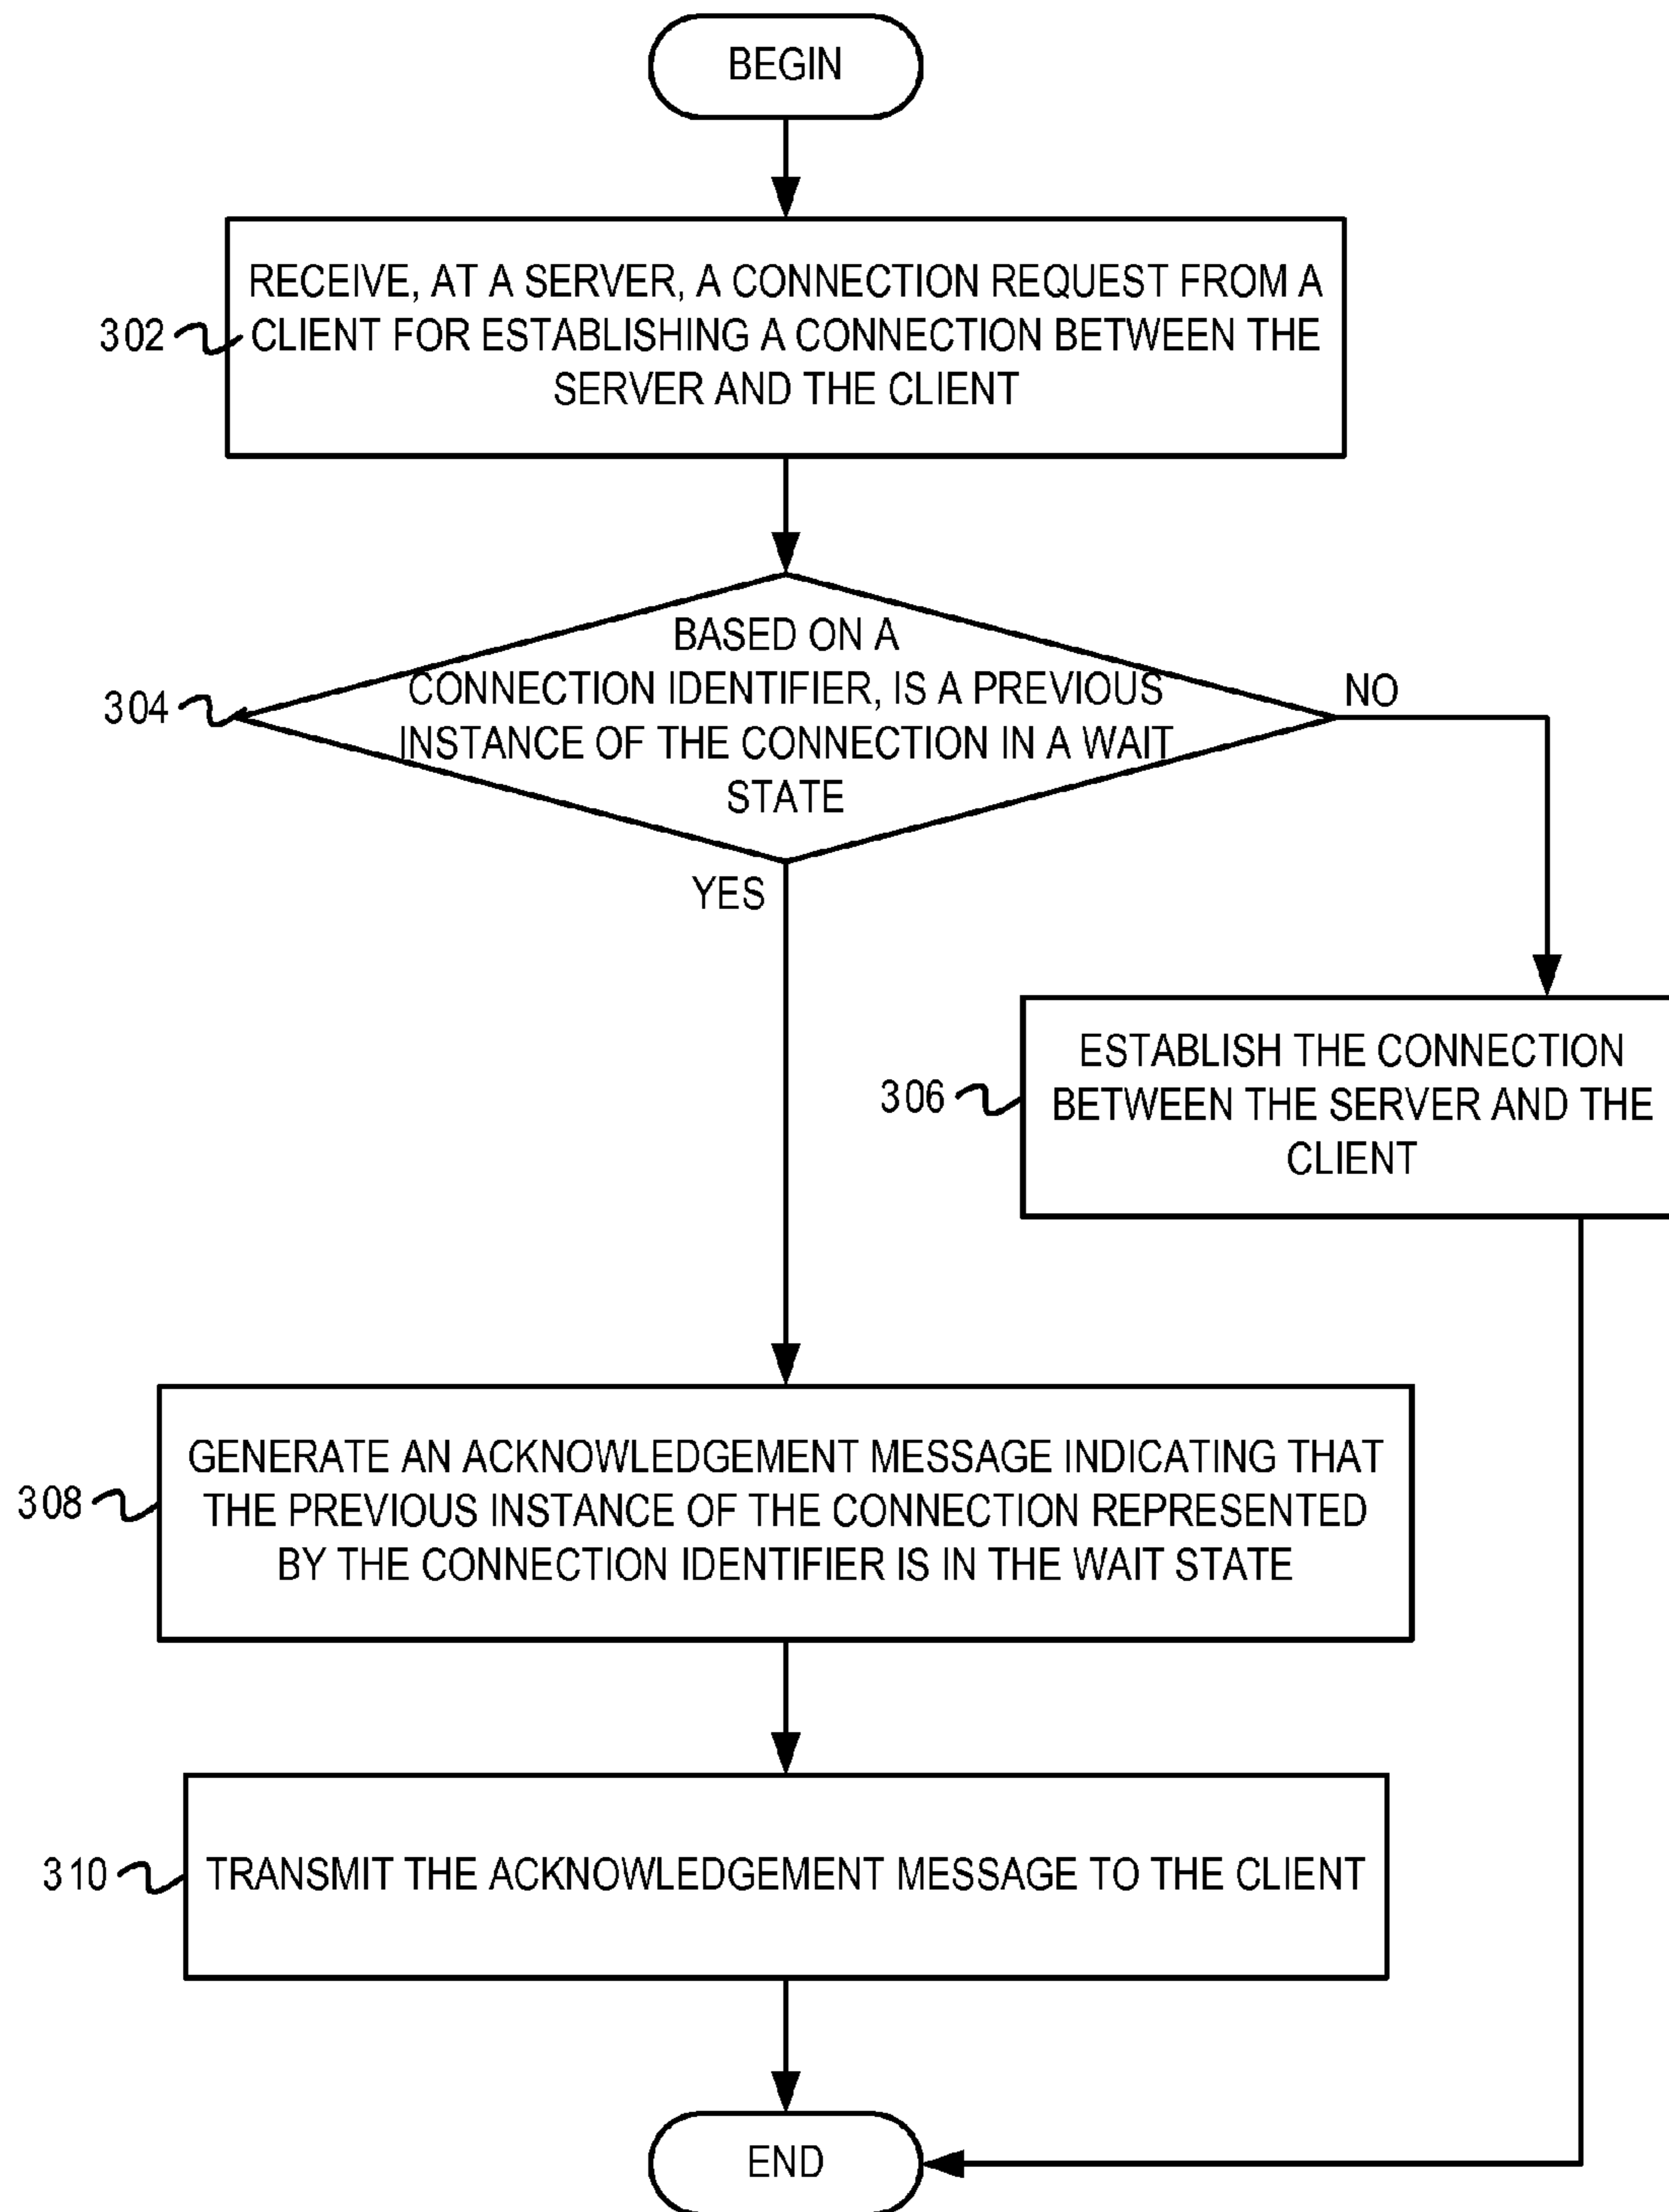 BEGIN
RECEIVE, AT A SERVER, A CONNECTION REQUEST FROM A
302
CLIENT FOR ESTABLISHING A CONNECTION BETWEEN THE
SERVER AND THE CLIENT
BASED ON A
CONNECTION IDENTIFIER, IS A PREVIOUS
NO
304
INSTANCE OF THE CONNECTION IN A WAIT
STATE
YES
ESTABLISH THE CONNECTION
306
BETWEEN THE SERVER AND THE
CLIENT
GENERATE AN ACKNOWLEDGEMENT MESSAGE INDICATING THAT
308
THE PREVIOUS INSTANCE OF THE CONNECTION REPRESENTED
BY THE CONNECTION IDENTIFIER IS IN THE WAIT STATE
310
TRANSMIT THE ACKNOWLEDGEMENT MESSAGE TO THE CLIENT
END